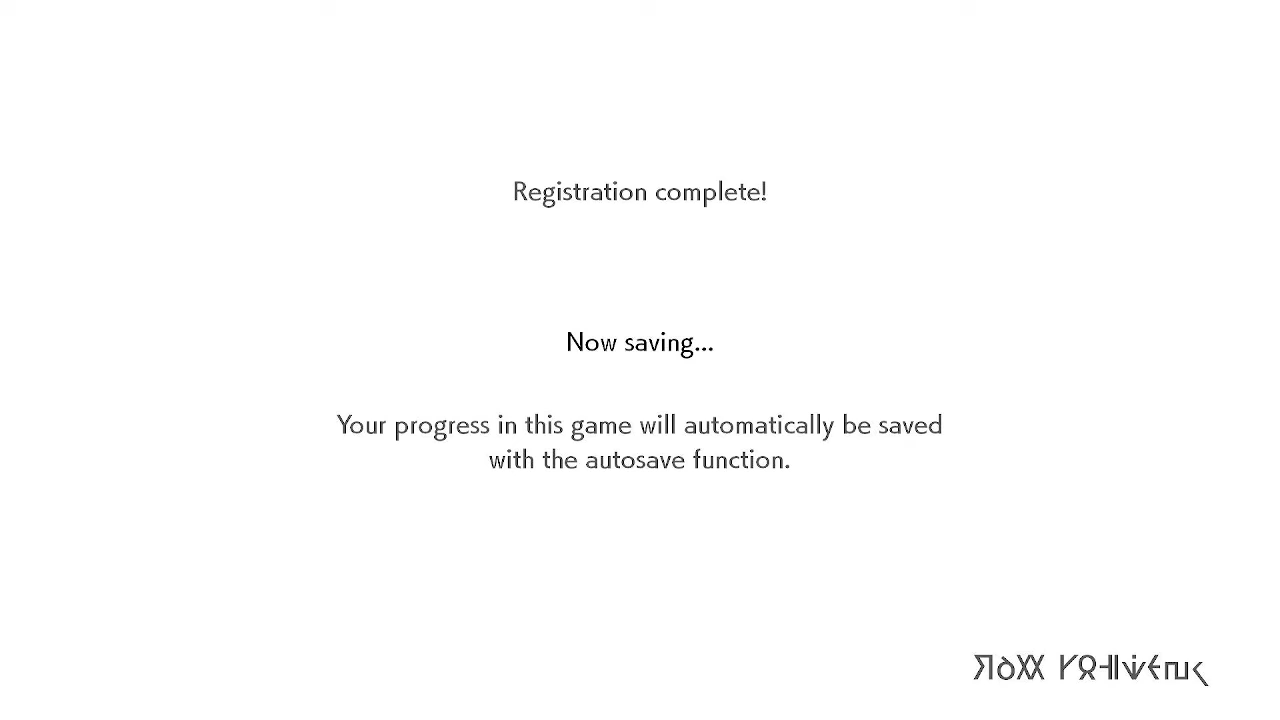 Registration complete!
Now saving...
Your progress in this game will automatically be saved
with the autosave function.